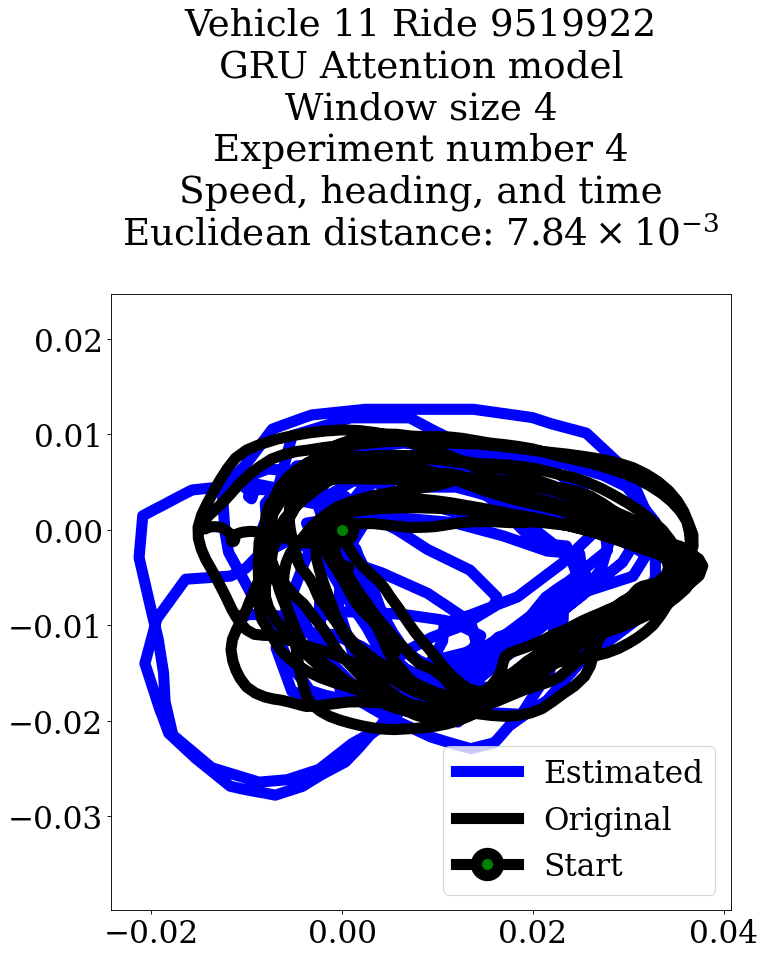 Vehicle 11 Ride 9519922
GRU Attention model
Window size 4
Experiment number 4
Speed, heading, and time
Euclidean distance: 7.84 × 10⁻³
0.02
0.01
0.00
−0.01
−0.02
−0.03
Estimated
Original
Start
−0.02 0.00 0.02 0.04